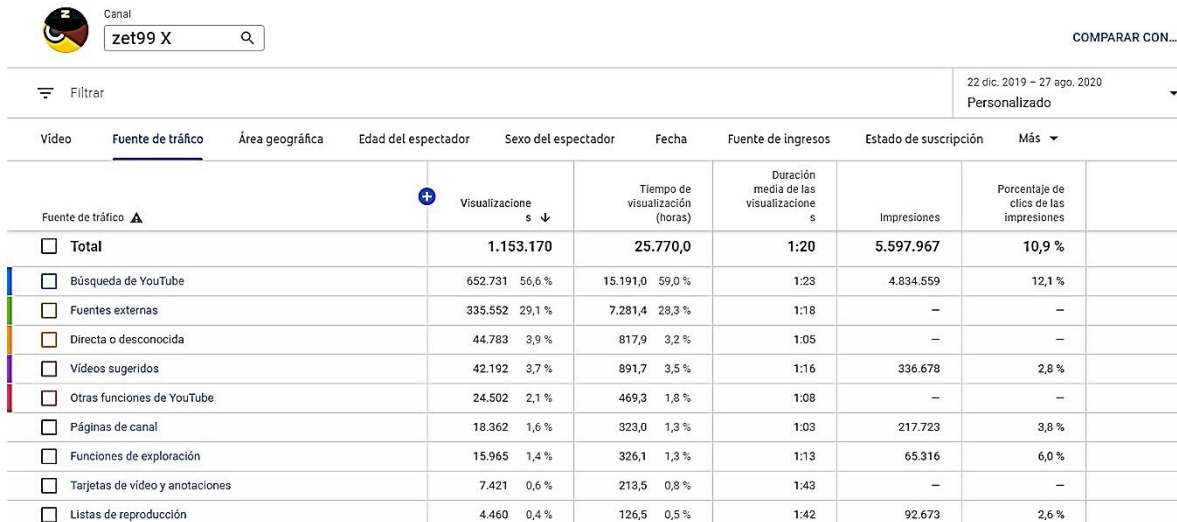 Z
Canal
zet99 X
COMPARAR CON...
Filtrar
22 dic. 2019 – 27 ago. 2020
Personalizado
Vídeo Fuente de tráfico Área geográfica Edad del espectador Sexo del espectador Fecha Fuente de ingresos Estado de suscripción Más
Fuente de tráfico
Visualizacione
s ↓
Tiempo de
visualización
(horas)
Duración
media de las
visualizacione
s
Impresiones
Porcentaje de
clics de las
impresiones
Total 1.153.170 25.770,0 1:20 5.597.967 10,9 %
Búsqueda de YouTube 652.731 56,6 % 15.191,0 59,0 % 1:23 4.834.559 12,1 %
Fuentes externas 335.552 29,1 % 7.281,4 28,3 % 1:18 – –
Directa o desconocida 44.783 3,9 % 817,9 3,2 % 1:05 – –
Vídeos sugeridos 42.192 3,7 % 891,7 3,5 % 1:16 336.678 2,8 %
Otras funciones de YouTube 24.502 2,1 % 469,3 1,8 % 1:08 – –
Páginas de canal 18.362 1,6 % 323,0 1,3 % 1:03 217.723 3,8 %
Funciones de exploración 15.965 1,4 % 326,1 1,3 % 1:13 65.316 6,0 %
Tarjetas de vídeo y anotaciones 7.421 0,6 % 213,5 0,8 % 1:43 – –
Listas de reproducción 4.460 0,4 % 126,5 0,5 % 1:42 92.673 2,6 %